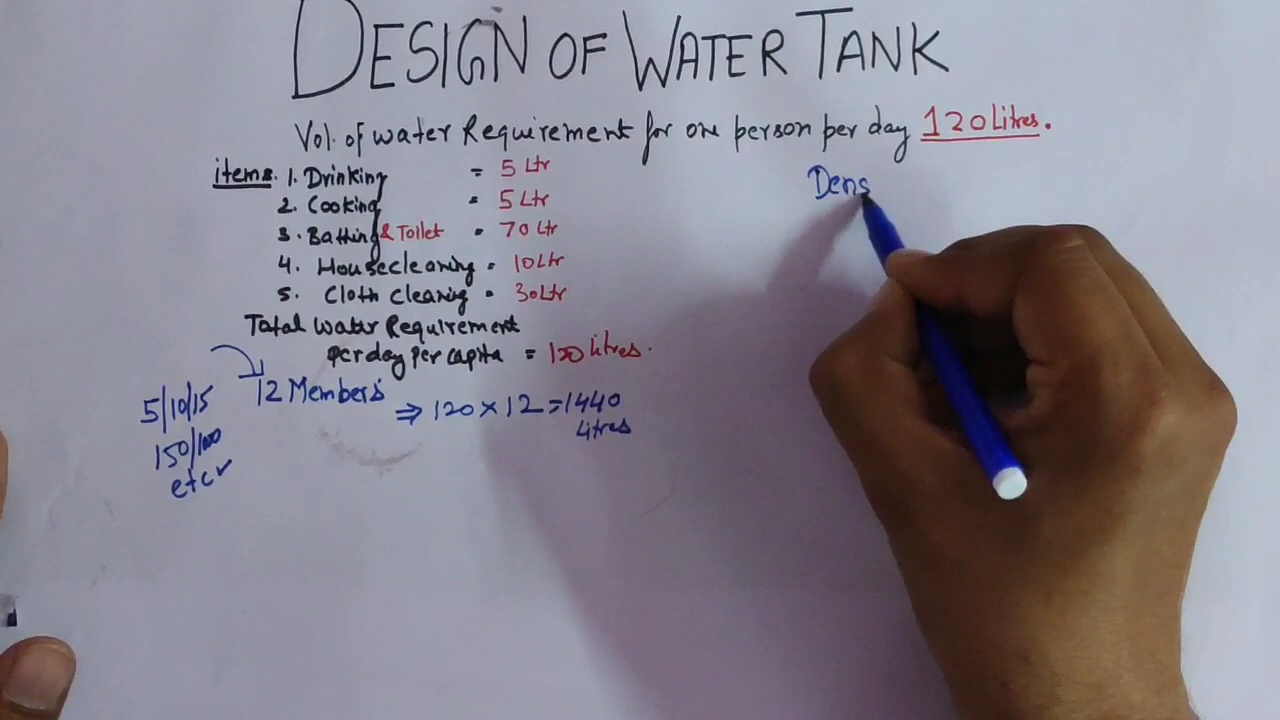 DESIGN OF WATER TANK
Vol. of water Requirement for one person per day 120 Litres.
items. 1. Drinking = 5 Ltr
2. Cooking = 5 Ltr
3. Bathing & Toilet = 70 Ltr
4. Housecleaning = 10 Ltr
5. Cloth Cleaning = 30 Ltr
Total Water Requirement
per day per capita = 120 litres.
12 Members ⇒ 120 × 12 = 1440
Litres
5/10/15
150/100
etc ✓
Dens